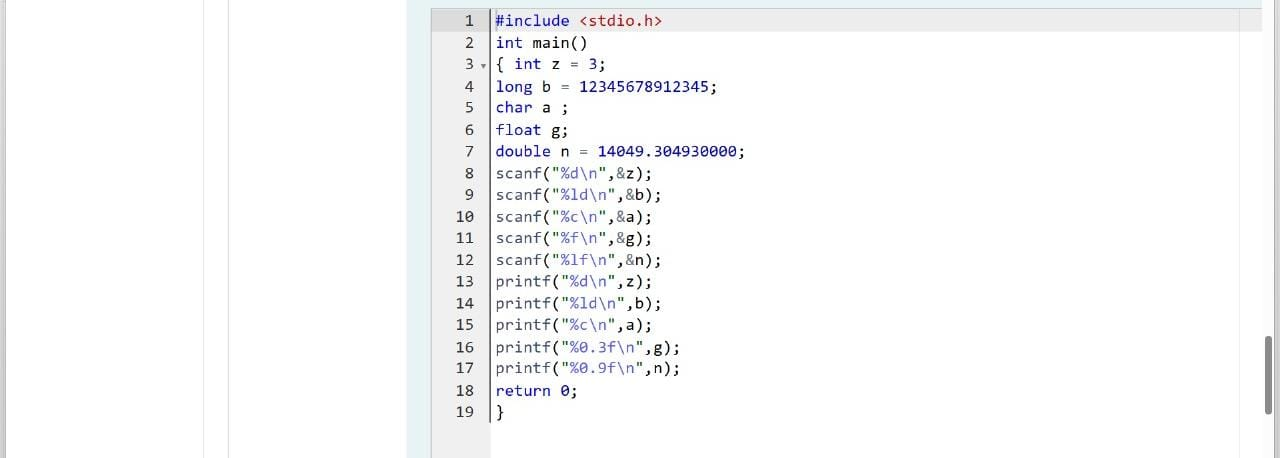 1 #include <stdio.h>
2 int main()
3 { int z = 3;
4 long b = 12345678912345;
5 char a ;
6 float g;
7 double n = 14049.304930000;
8 scanf("%d\n",&z);
9 scanf("%ld\n",&b);
10 scanf("%c\n",&a);
11 scanf("%f\n",&g);
12 scanf("%lf\n",&n);
13 printf("%d\n",z);
14 printf("%ld\n",b);
15 printf("%c\n",a);
16 printf("%0.3f\n",g);
17 printf("%0.9f\n",n);
18 return 0;
19 }